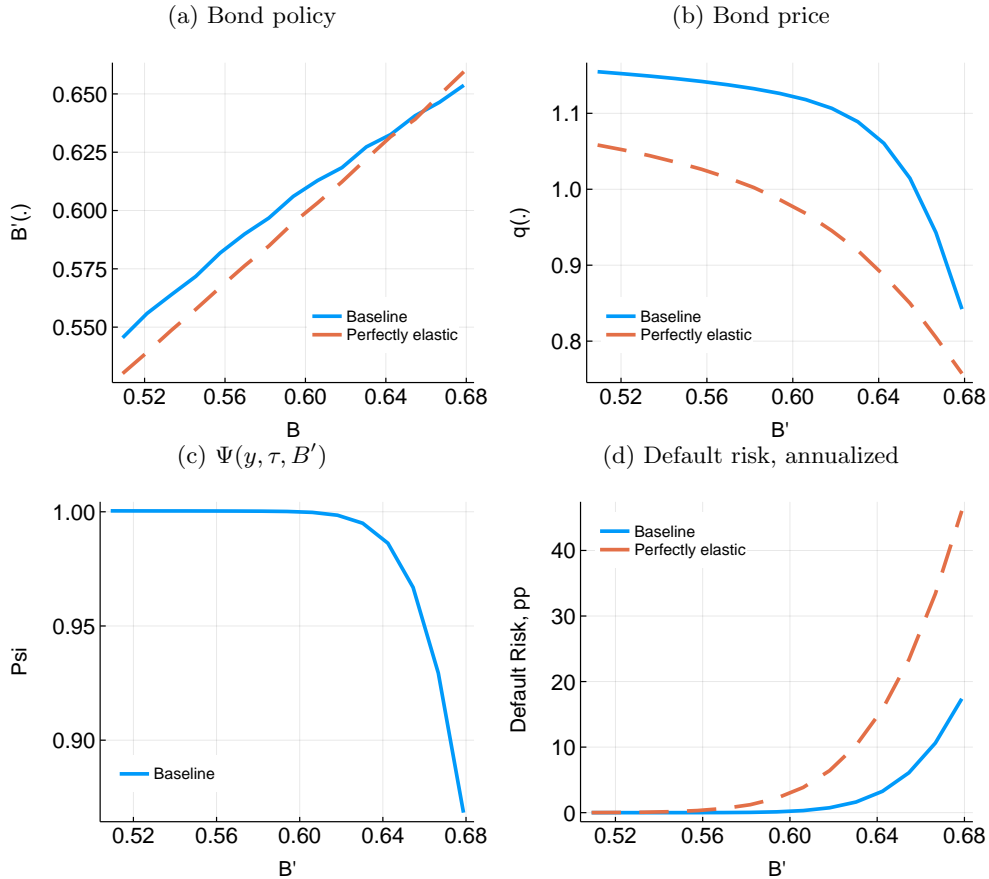 (a) Bond policy
B'(.)
0.650
0.625
0.600
0.575
0.550
Baseline
Perfectly elastic
0.52 0.56 0.60 0.64 0.68
B
(b) Bond price
q(.)
1.1
1.0
0.9
0.8
Baseline
Perfectly elastic
0.52 0.56 0.60 0.64 0.68
B'
(c) Ψ(y, τ, B′)
Psi
1.00
0.95
0.90
Baseline
0.52 0.56 0.60 0.64 0.68
B'
(d) Default risk, annualized
Default Risk, pp
Baseline
Perfectly elastic
40
30
20
10
0
0.52 0.56 0.60 0.64 0.68
B'